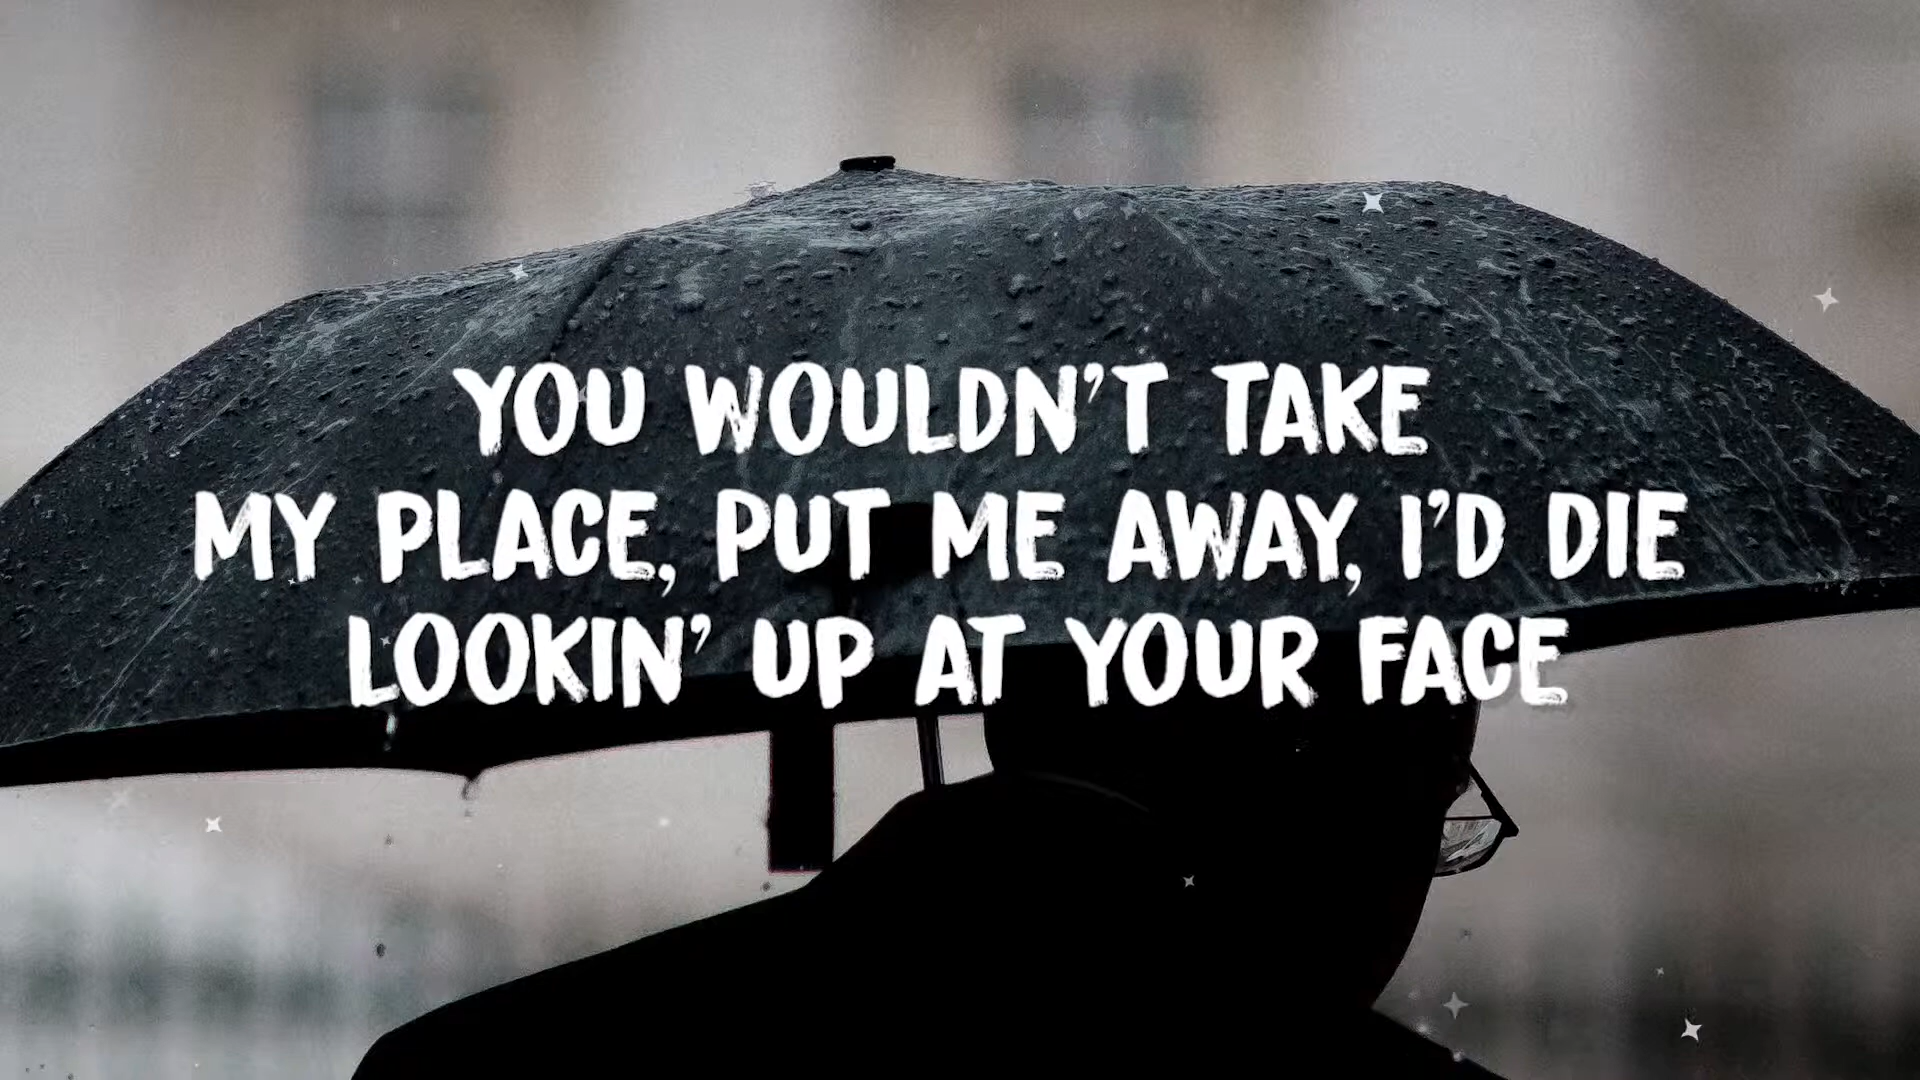 YOU WOULDN'T TAKE
MY PLACE, PUT ME AWAY, I'D DIE
LOOKIN' UP AT YOUR FACE